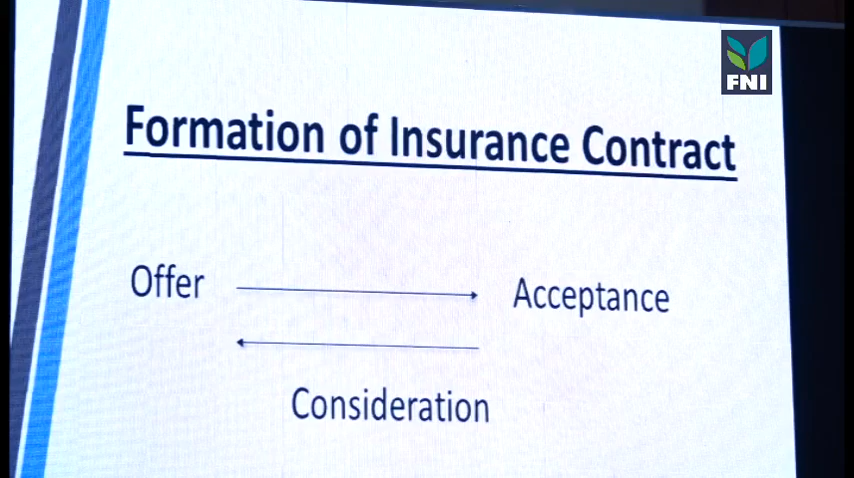 FNI
Formation of Insurance Contract
Offer
Acceptance
Consideration